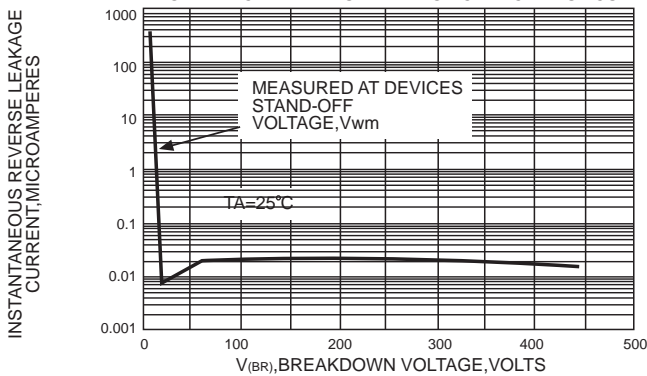 INSTANTANEOUS REVERSE LEAKAGE
CURRENT,MICROAMPERES
1000
100
10
1
0.1
0.01
0.001
MEASURED AT DEVICES
STAND-OFF
VOLTAGE,Vwm
TA=25°C
0
100
200
300
400
500
V(BR),BREAKDOWN VOLTAGE,VOLTS